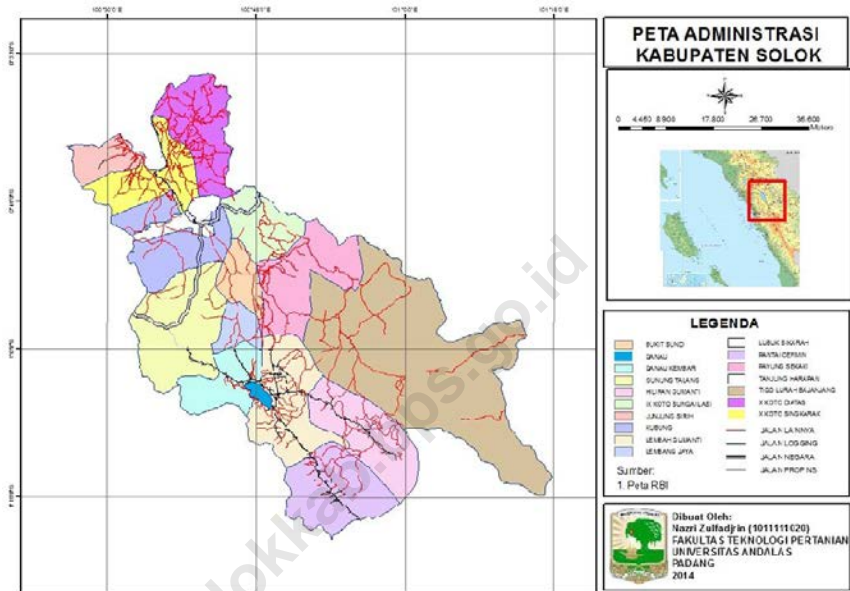 PETA ADMINISTRASI
KABUPATEN SOLOK
0 4.450 8.900 17.800 26.700 35.600
Meters
LEGENDA
BUKIT SUNDI
DANAU
DANAU KEMBAR
GUNUNG TALANG
HILIRAN GUMANTI
IX KOTO SUNGAI LASI
JUNJUNG SIRIH
KUBUNG
LEMBAH GUMANTI
LEMBANG JAYA
LUBUK SIKARAH
PANTAI CERMIN
PAYUNG SEKAKI
TANJUNG HARAPAN
TIGO LURAH BAJANJANG
X KOTO DIATAS
X KOTO SINGKARAK
JALAN LAINNYA
JALAN LOGGING
JALAN NEGARA
JALAN PROPINSI
Sumber:
1. Peta RBI
Dibuat Oleh:
Nazri Zulfadjrin (1011111020)
FAKULTAS TEKNOLOGI PERTANIAN
UNIVERSITAS ANDALAS
PADANG
2014